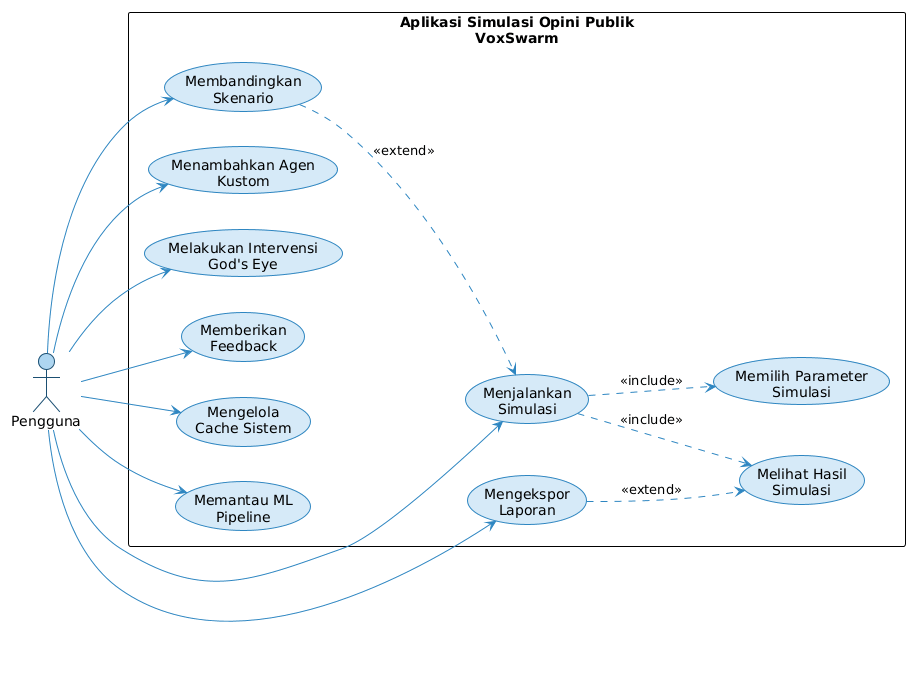 Aplikasi Simulasi Opini Publik
VoxSwarm
Membandingkan
Skenario
«extend»
Menambahkan Agen
Kustom
Melakukan Intervensi
God's Eye
Memberikan
Feedback
Pengguna
Mengelola
Cache Sistem
Memantau ML
Pipeline
Menjalankan
Simulasi
«include»
Memilih Parameter
Simulasi
«include»
Melihat Hasil
Simulasi
Mengekspor
Laporan
«extend»